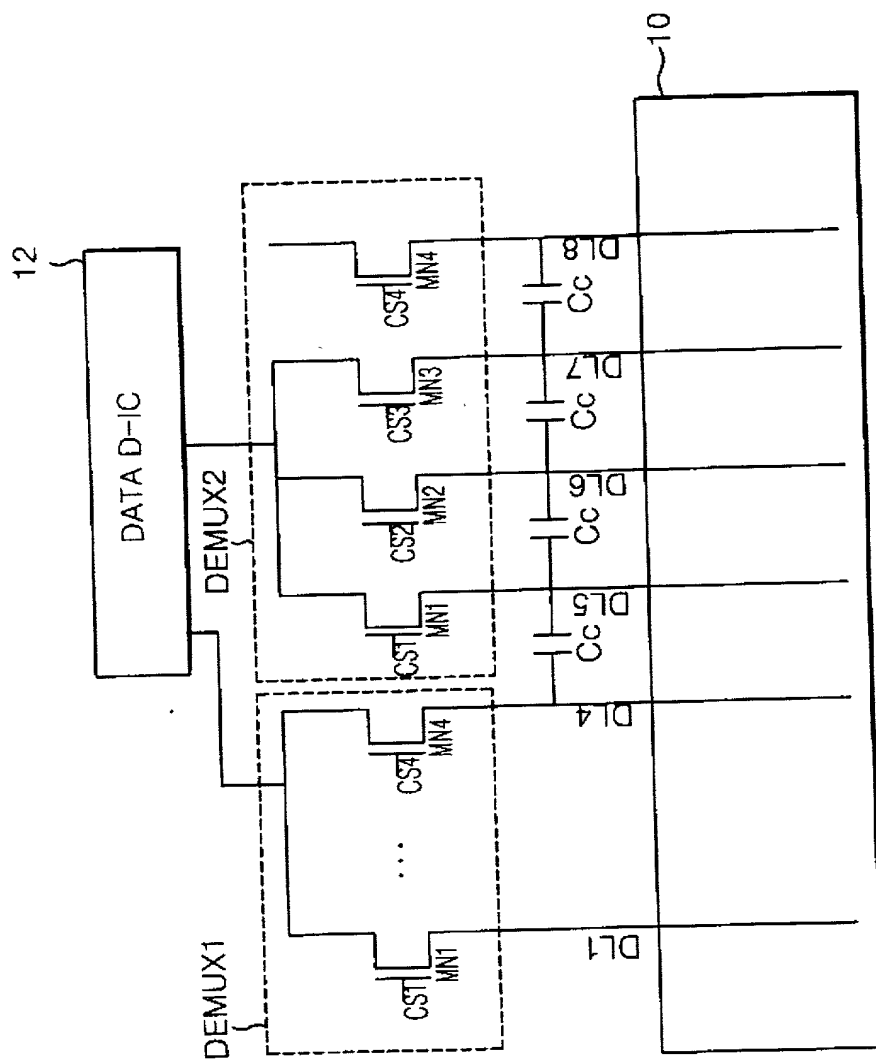 12
DATA D-IC
10
DEMUX1
DEMUX2
CS1
MN1
...
CS4
MN4
CS1
MN1
CS2
MN2
CS3
MN3
CS4
MN4
DL1
DL4
DL5
DL6
DL7
DL8
Cc
Cc
Cc
Cc